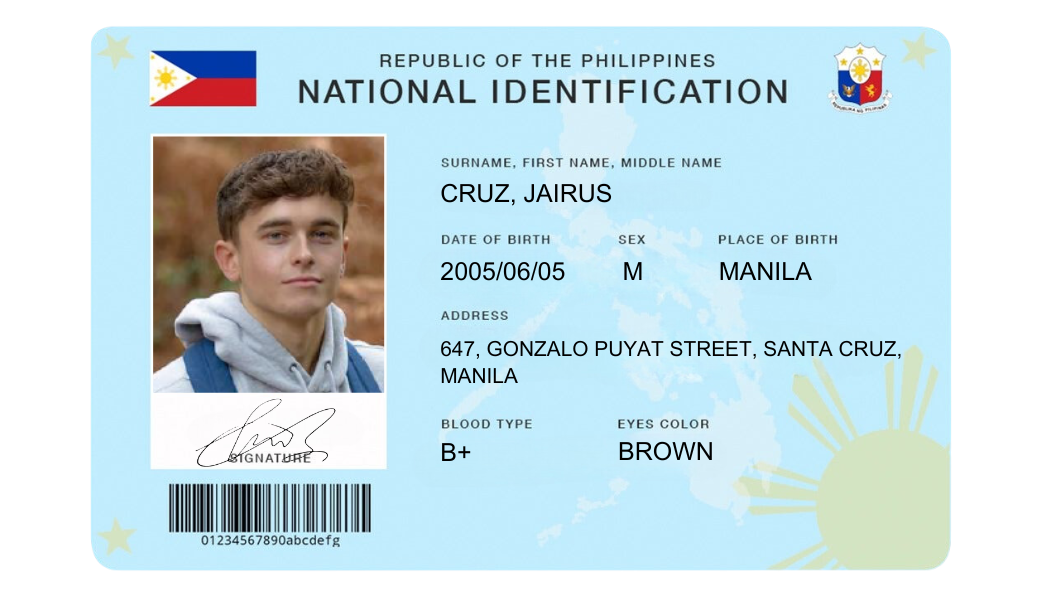 REPUBLIC OF THE PHILIPPINES
NATIONAL IDENTIFICATION
REPUBLIKA NG PILIPINAS
SURNAME, FIRST NAME, MIDDLE NAME
CRUZ, JAIRUS
DATE OF BIRTH SEX PLACE OF BIRTH
2005/06/05 M MANILA
ADDRESS
647, GONZALO PUYAT STREET, SANTA CRUZ,
MANILA
BLOOD TYPE EYES COLOR
B+ BROWN
SIGNATURE
01234567890abcdefg